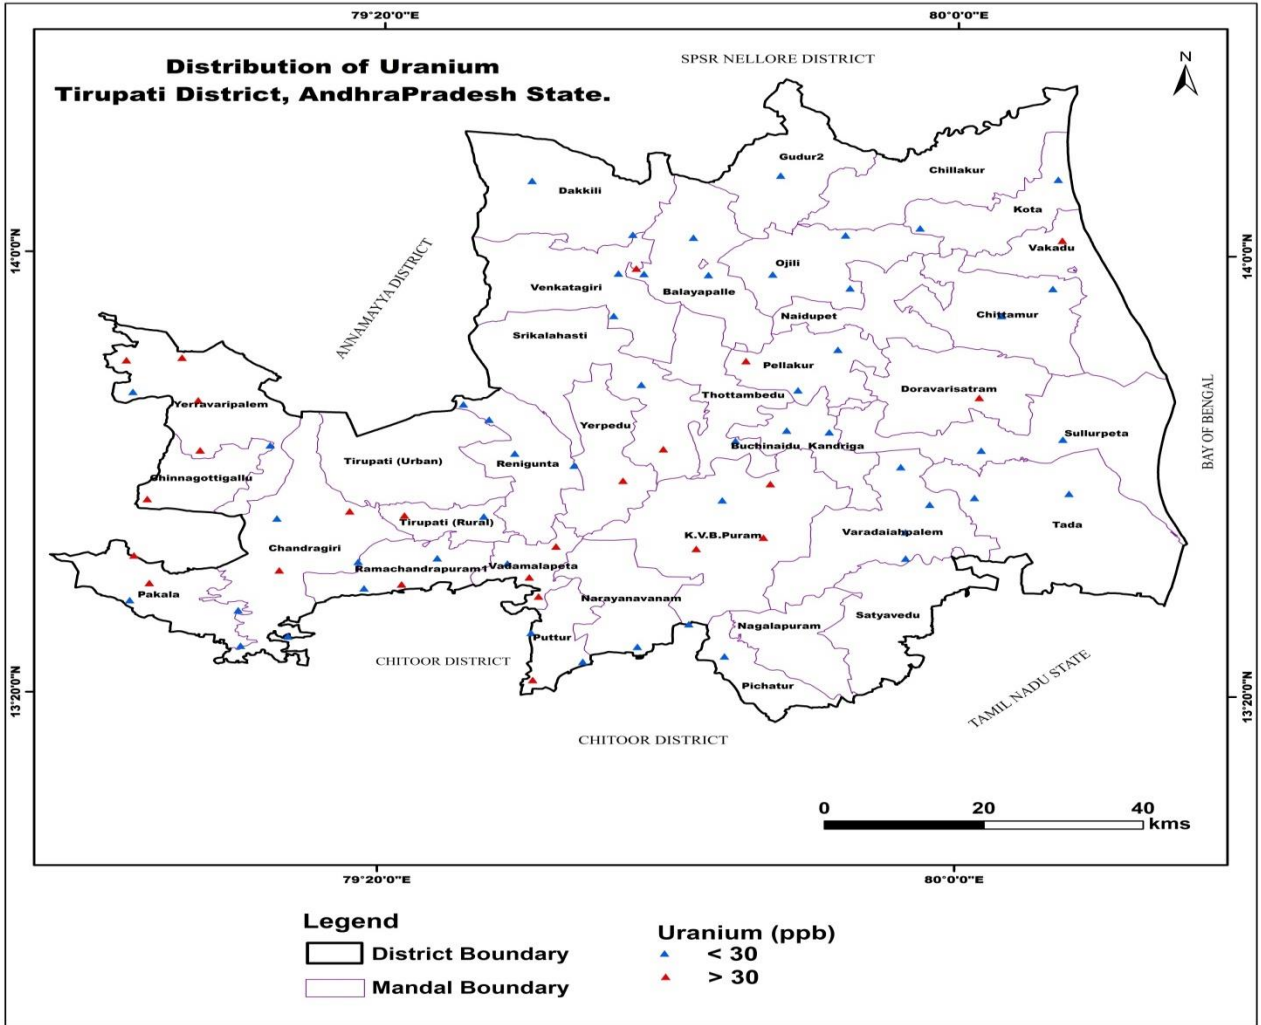 79°20'0"E 80°0'0"E
SPSR NELLORE DISTRICT
N
Distribution of Uranium
Tirupati District, AndhraPradesh State.
Gudur2
Chillakur
Dakkili
Kota
14°0'0"N
14°0'0"N
Vakadu
ANNAMAYYA DISTRICT
Ojili
Venkatagiri
Balayapalle
Naidupet
Chittamur
Srikalahasti
Pellakur
Doravarisatram
Thottambedu
Yerravaripalem
BAY OF BENGAL
Yerpedu
Sullurpeta
Buchinaidu Kandriga
Tirupati (Urban)
Renigunta
Chinnagottigallu
Tirupati (Rural)
Tada
Varadaiahpalem
K.V.B.Puram
Chandragiri
Vadamalapeta
Ramachandrapuram†
Pakala
Narayanavanam
Satyavedu
Nagalapuram
Puttur
CHITOOR DISTRICT
Pichatur
TAMIL NADU STATE
13°20'0"N
13°20'0"N
CHITOOR DISTRICT
0 20 40
kms
79°20'0"E 80°0'0"E
Legend
District Boundary
Mandal Boundary
Uranium (ppb)
< 30
> 30